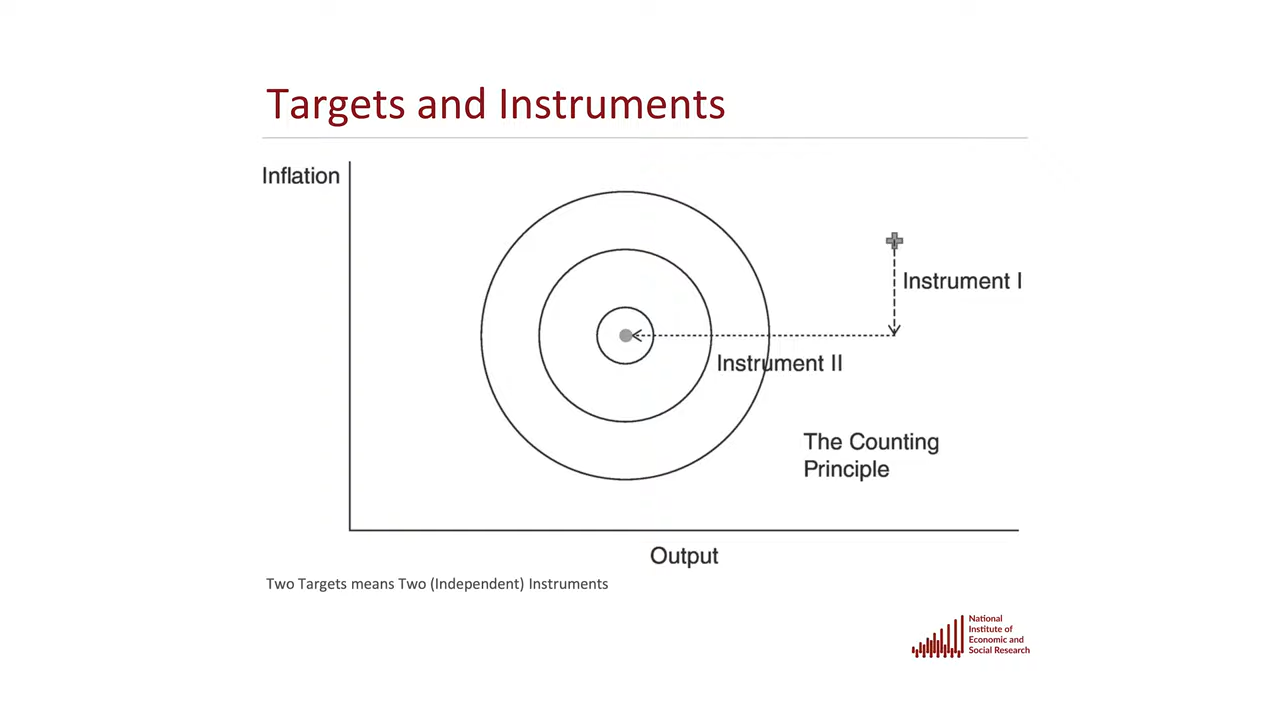 Targets and Instruments
Inflation
Instrument I
Instrument II
The Counting
Principle
Output
Two Targets means Two (Independent) Instruments
National
Institute of
Economic and
Social Research